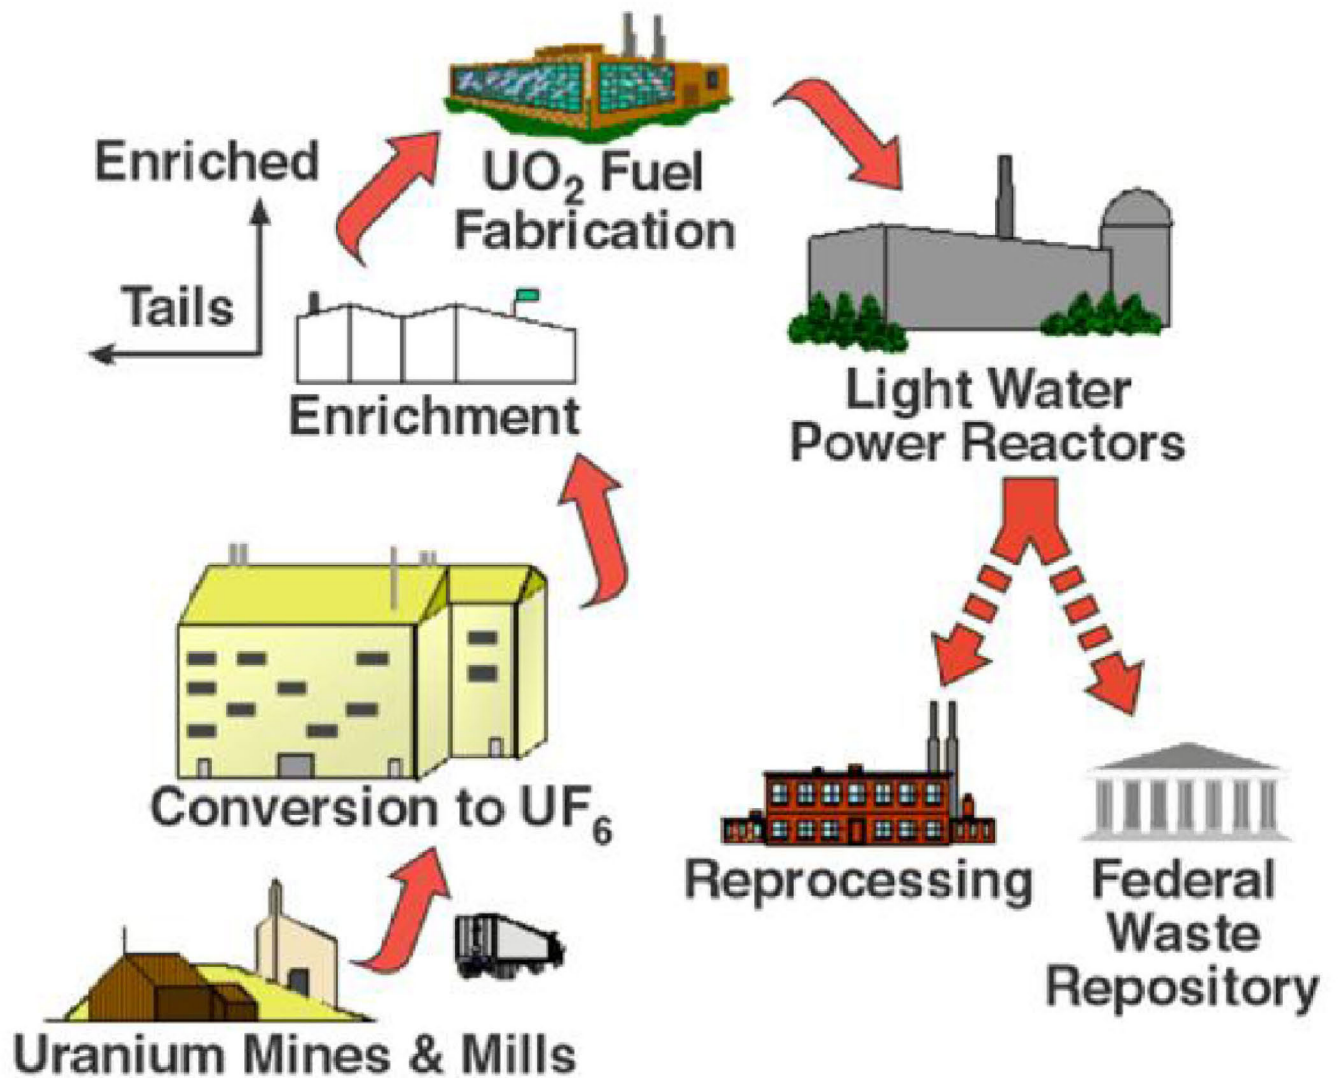 Enriched
Tails
UO₂ Fuel
Fabrication
Enrichment
Light Water
Power Reactors
Conversion to UF₆
Reprocessing
Federal
Waste
Repository
Uranium Mines & Mills